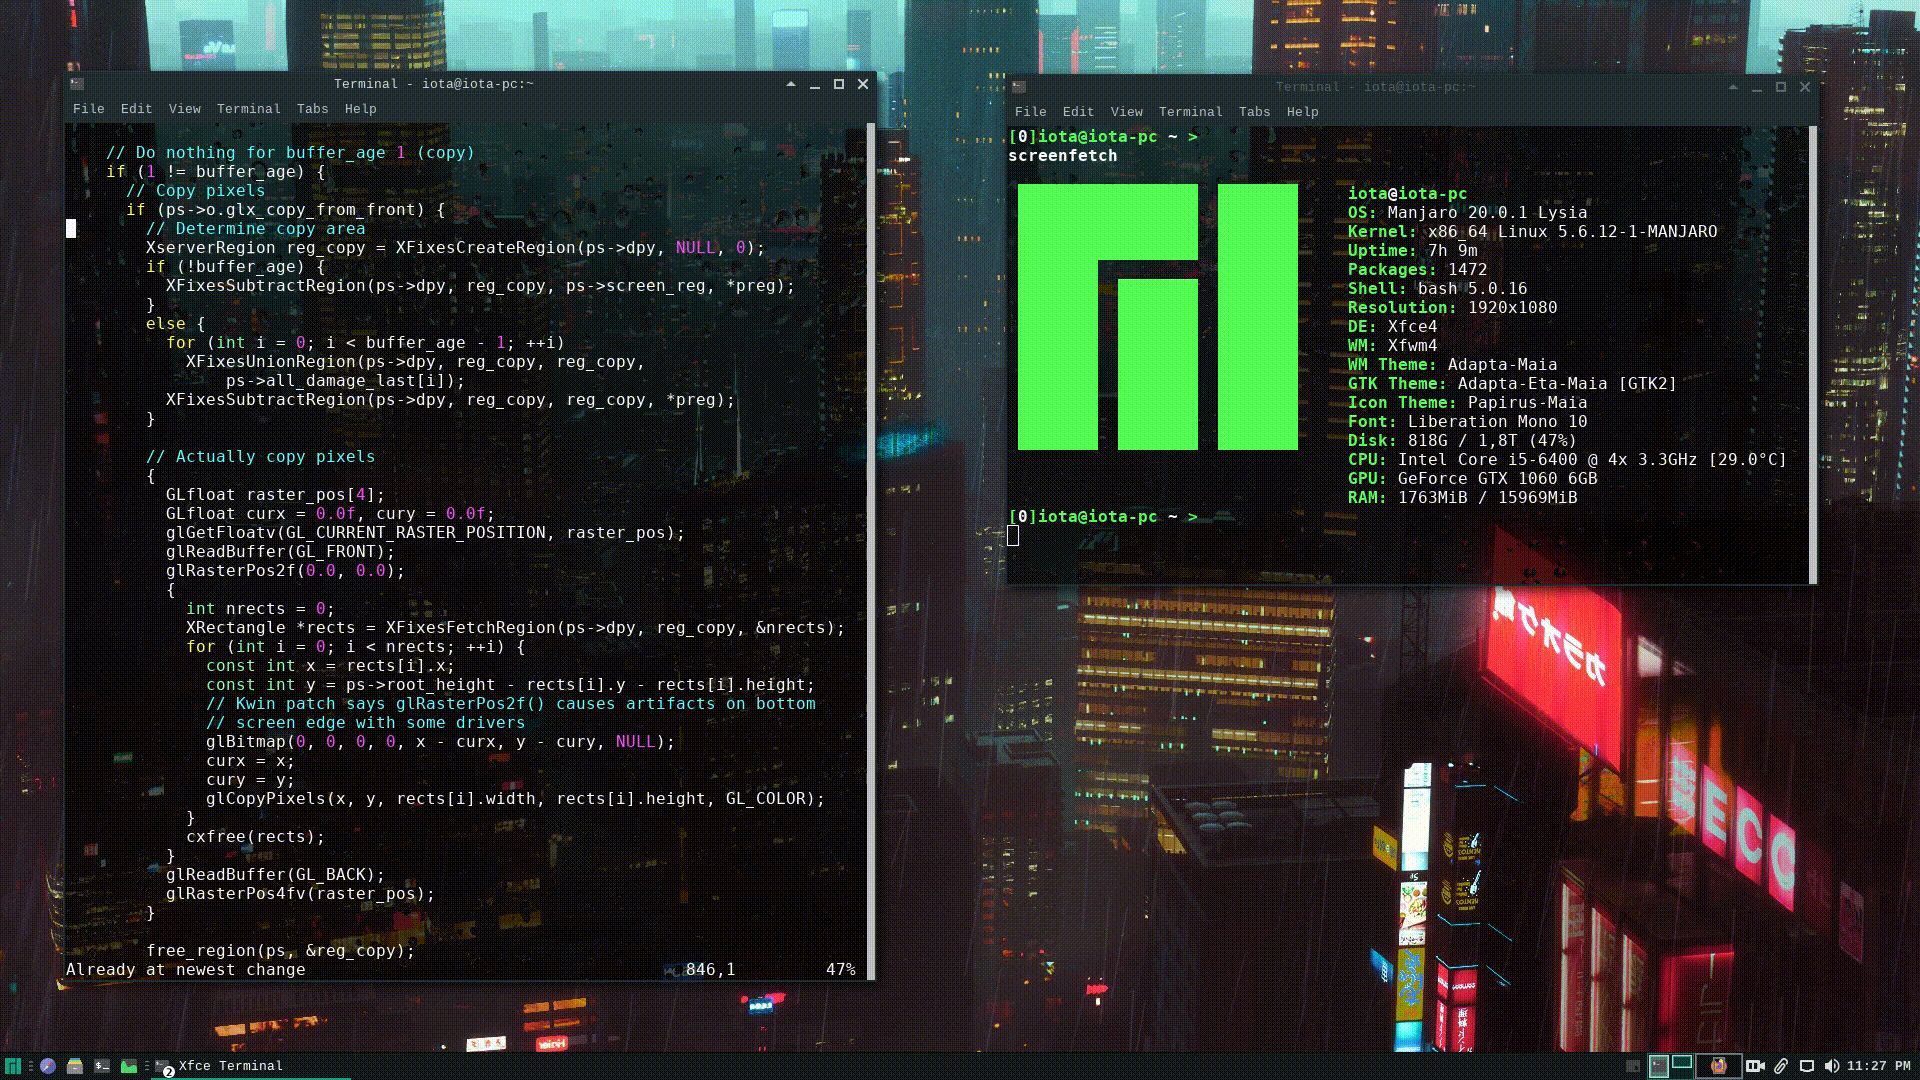 Terminal - iota@iota-pc:~
File Edit View Terminal Tabs Help
// Do nothing for buffer_age 1 (copy)
if (1 != buffer_age) {
// Copy pixels
if (ps->o.glx_copy_from_front) {
// Determine copy area
XserverRegion reg_copy = XFixesCreateRegion(ps->dpy, NULL, 0);
if (!buffer_age) {
XFixesSubtractRegion(ps->dpy, reg_copy, ps->screen_reg, *preg);
}
else {
for (int i = 0; i < buffer_age - 1; ++i)
XFixesUnionRegion(ps->dpy, reg_copy, reg_copy,
ps->all_damage_last[i]);
XFixesSubtractRegion(ps->dpy, reg_copy, reg_copy, *preg);
}
// Actually copy pixels
{
GLfloat raster_pos[4];
GLfloat curx = 0.0f, cury = 0.0f;
glGetFloatv(GL_CURRENT_RASTER_POSITION, raster_pos);
glReadBuffer(GL_FRONT);
glRasterPos2f(0.0, 0.0);
{
int nrects = 0;
XRectangle *rects = XFixesFetchRegion(ps->dpy, reg_copy, &nrects);
for (int i = 0; i < nrects; ++i) {
const int x = rects[i].x;
const int y = ps->root_height - rects[i].y - rects[i].height;
// Kwin patch says glRasterPos2f() causes artifacts on bottom
// screen edge with some drivers
glBitmap(0, 0, 0, 0, x - curx, y - cury, NULL);
curx = x;
cury = y;
glCopyPixels(x, y, rects[i].width, rects[i].height, GL_COLOR);
}
cxfree(rects);
}
glReadBuffer(GL_BACK);
glRasterPos4fv(raster_pos);
}
free_region(ps, &reg_copy);
Already at newest change 846,1 47%
Terminal - iota@iota-pc:~
File Edit View Terminal Tabs Help
[0]iota@iota-pc ~ >
screenfetch
iota@iota-pc
OS: Manjaro 20.0.1 Lysia
Kernel: x86_64 Linux 5.6.12-1-MANJARO
Uptime: 7h 9m
Packages: 1472
Shell: bash 5.0.16
Resolution: 1920x1080
DE: Xfce4
WM: Xfwm4
WM Theme: Adapta-Maia
GTK Theme: Adapta-Eta-Maia [GTK2]
Icon Theme: Papirus-Maia
Font: Liberation Mono 10
Disk: 818G / 1,8T (47%)
CPU: Intel Core i5-6400 @ 4x 3.3GHz [29.0°C]
GPU: GeForce GTX 1060 6GB
RAM: 1763MiB / 15969MiB
[0]iota@iota-pc ~ >
ECO
2 Xfce Terminal
11:27 PM